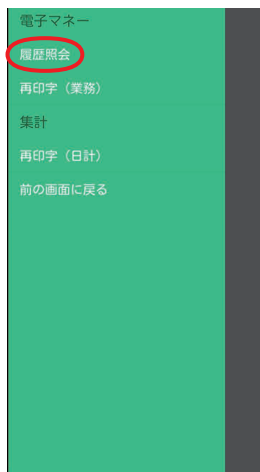 電子マネー
履歴照会
再印字（業務）
集計
再印字（日計）
前の画面に戻る